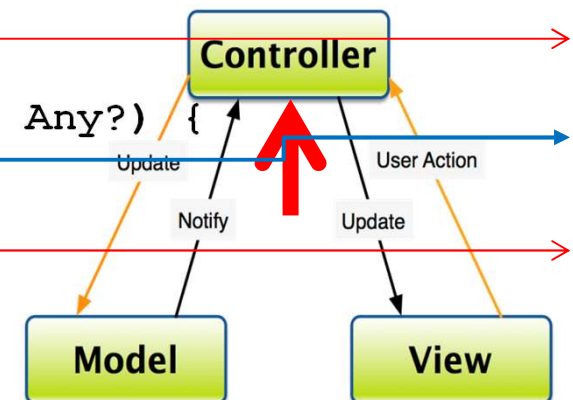 Controller
Any?) {
Update
User Action
Notify
Update
Model
View